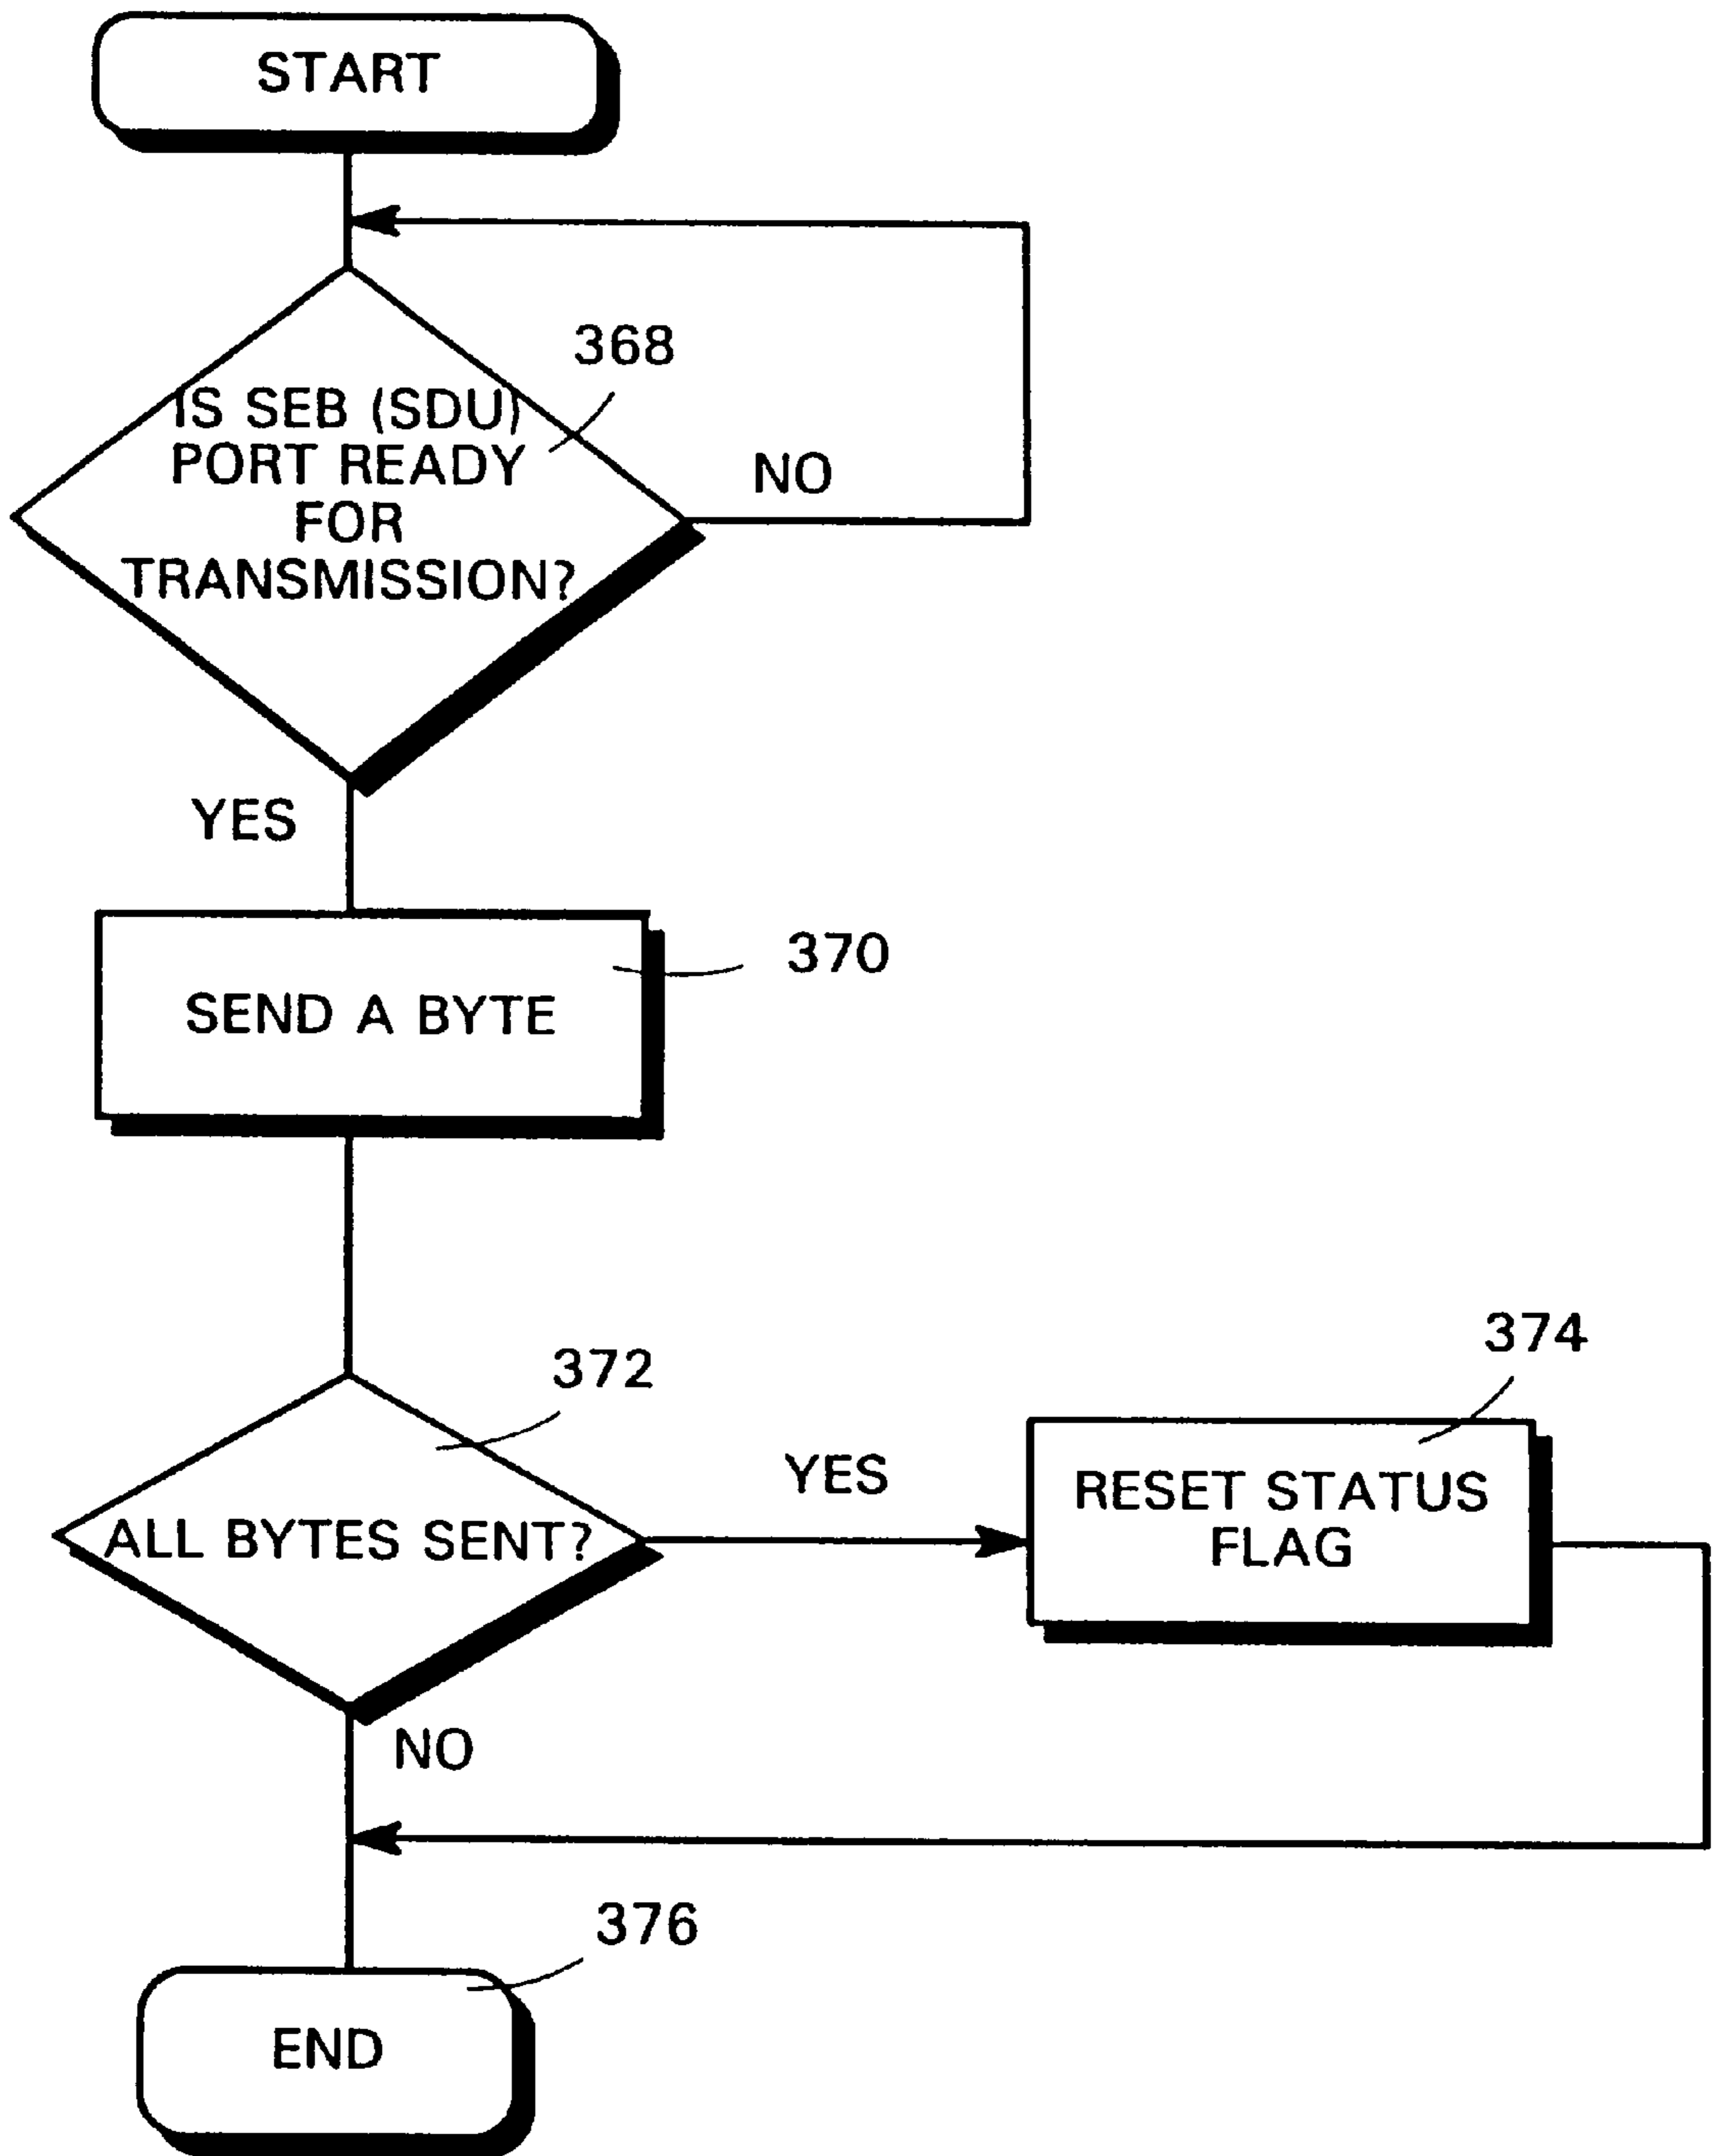 START
368
IS SEB (SDU)
PORT READY
FOR
TRANSMISSION?
NO
YES
370
SEND A BYTE
372
ALL BYTES SENT?
YES
374
RESET STATUS
FLAG
NO
376
END